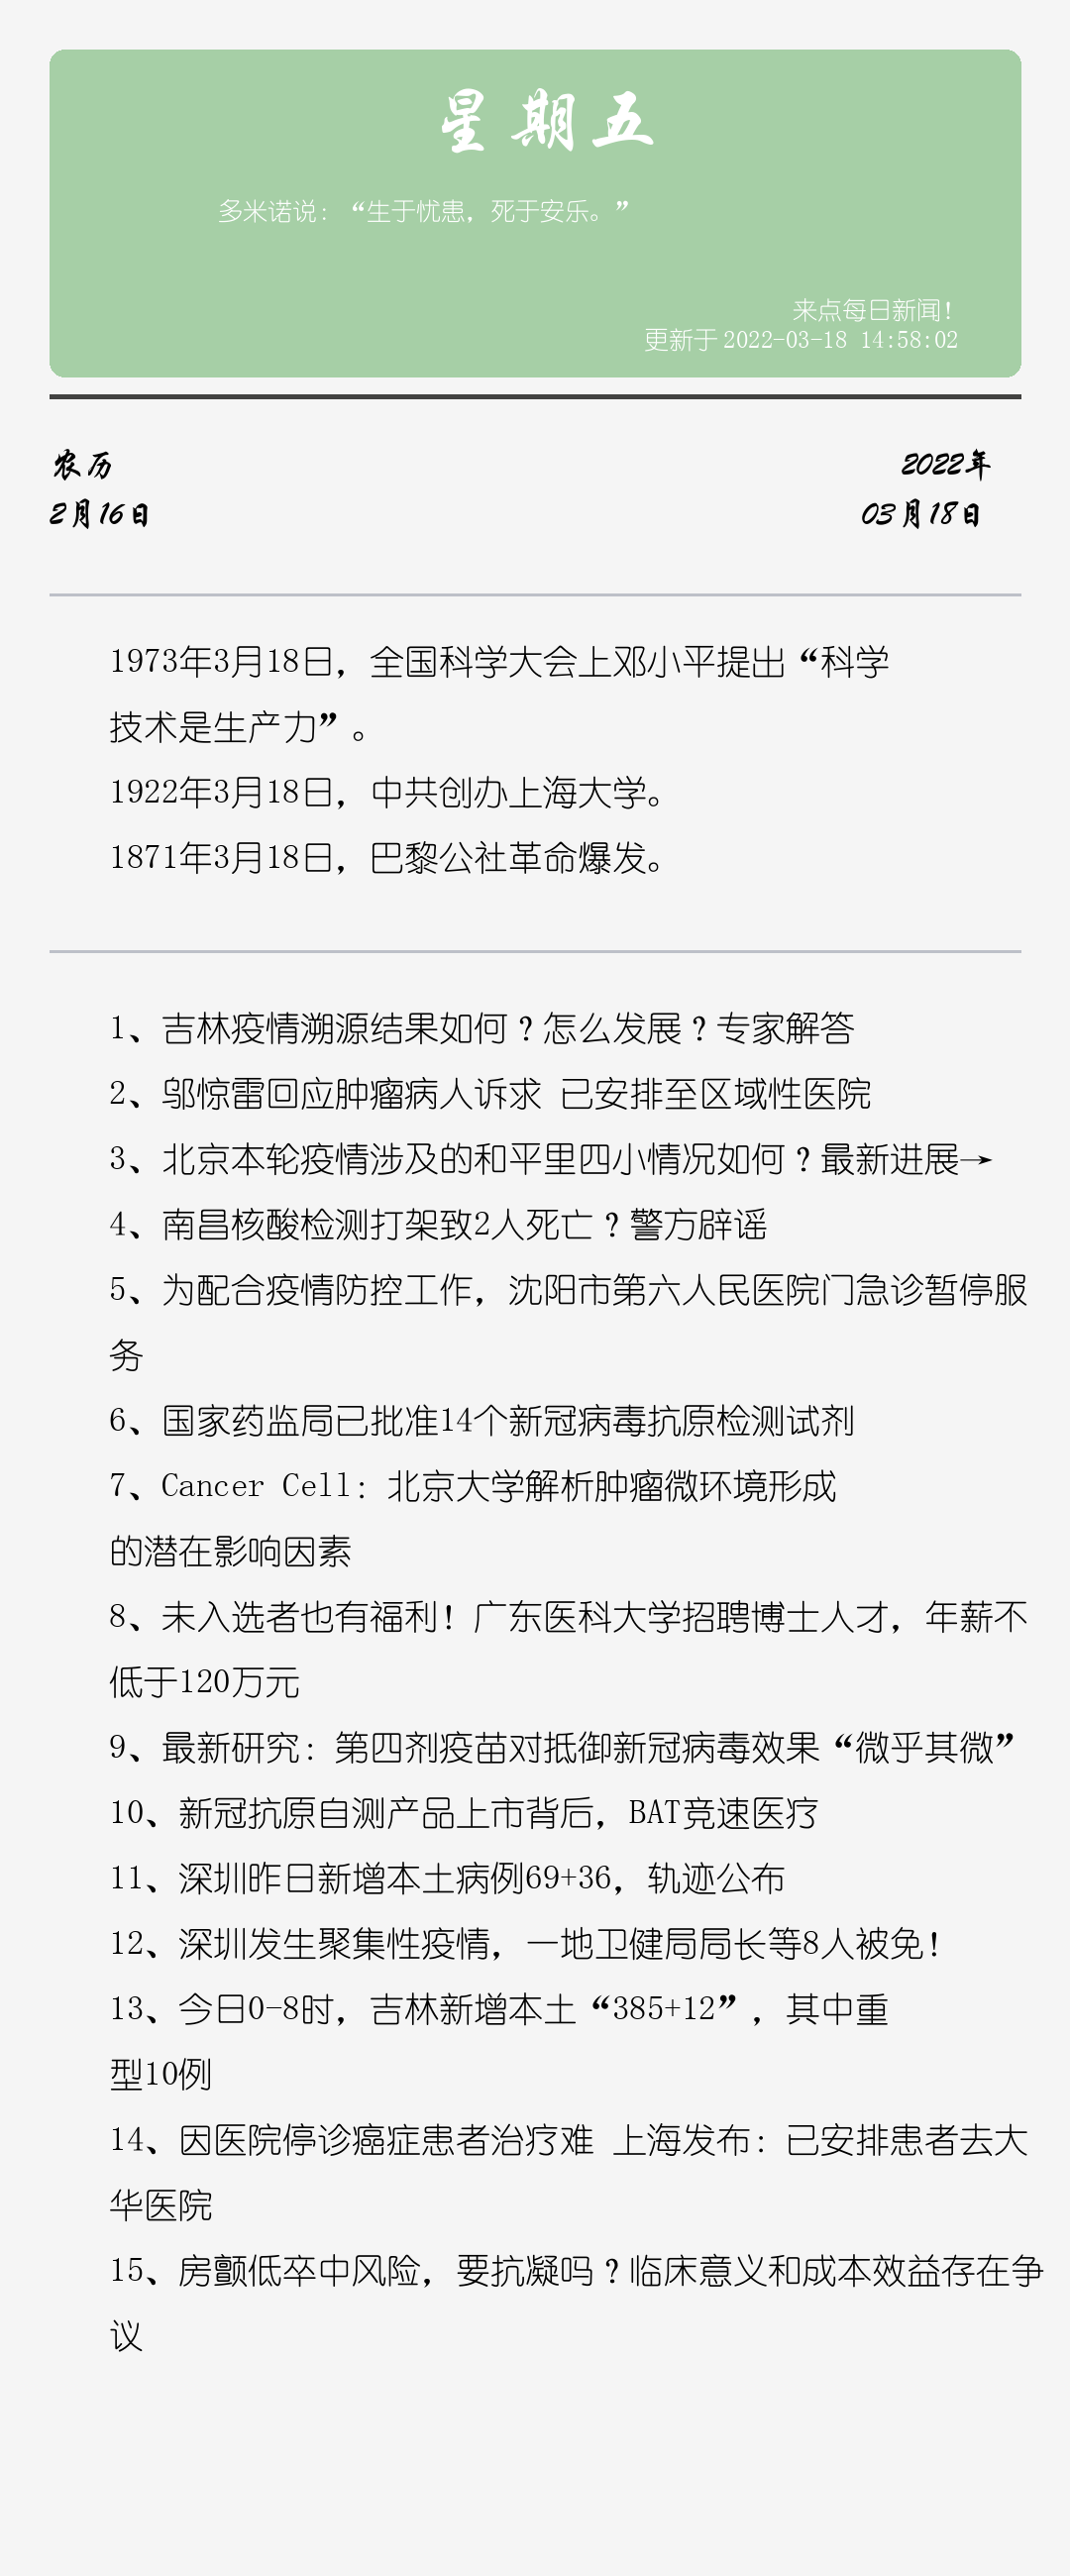 星期五
多米诺说：“生于忧患，死于安乐。”
来点每日新闻！
更新于 2022-03-18 14:58:02
农历
2022年
2月16日
03月18日
1973年3月18日，全国科学大会上邓小平提出“科学
技术是生产力”。
1922年3月18日，中共创办上海大学。
1871年3月18日，巴黎公社革命爆发。
1、吉林疫情溯源结果如何？怎么发展？专家解答
2、邬惊雷回应肿瘤病人诉求 已安排至区域性医院
3、北京本轮疫情涉及的和平里四小情况如何？最新进展→
4、南昌核酸检测打架致2人死亡？警方辟谣
5、为配合疫情防控工作，沈阳市第六人民医院门急诊暂停服
务
6、国家药监局已批准14个新冠病毒抗原检测试剂
7、Cancer Cell：北京大学解析肿瘤微环境形成
的潜在影响因素
8、未入选者也有福利！广东医科大学招聘博士人才，年薪不
低于120万元
9、最新研究：第四剂疫苗对抵御新冠病毒效果“微乎其微”
10、新冠抗原自测产品上市背后，BAT竞速医疗
11、深圳昨日新增本土病例69+36，轨迹公布
12、深圳发生聚集性疫情，一地卫健局局长等8人被免！
13、今日0-8时，吉林新增本土“385+12”，其中重
型10例
14、因医院停诊癌症患者治疗难 上海发布：已安排患者去大
华医院
15、房颤低卒中风险，要抗凝吗？临床意义和成本效益存在争
议